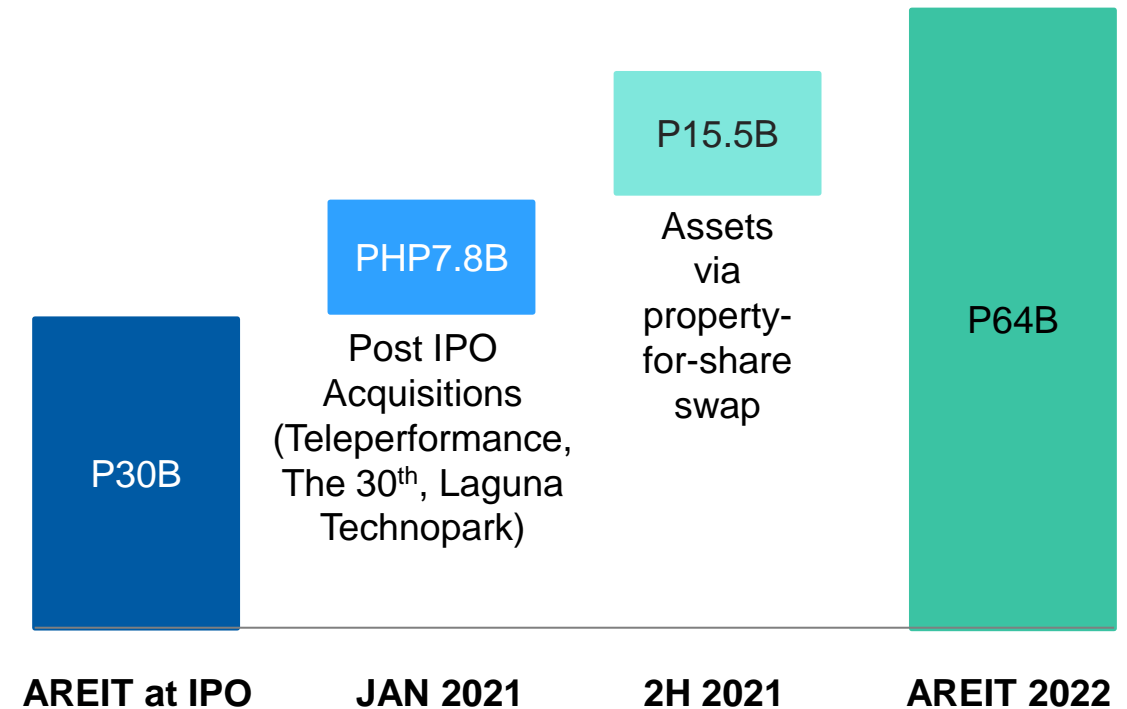 P30B
PHP7.8B
Post IPO
Acquisitions
(Teleperformance,
The 30th, Laguna
Technopark)
P15.5B
Assets
via
property-
for-share
swap
P64B
AREIT at IPO
JAN 2021
2H 2021
AREIT 2022